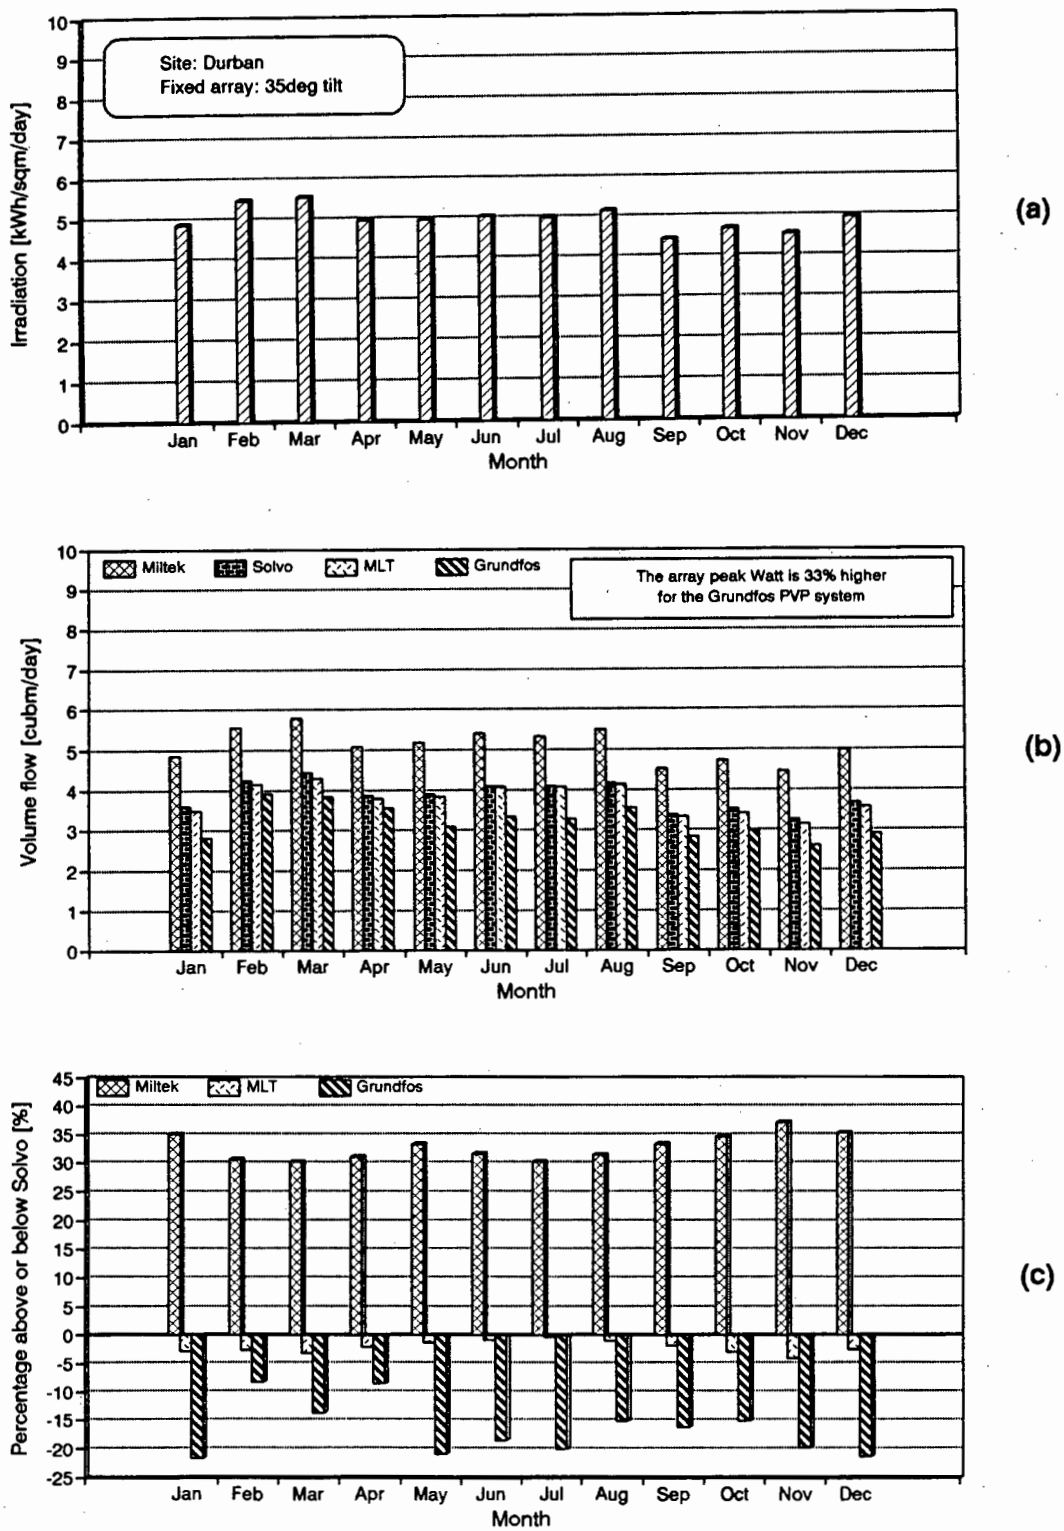 10
9
8
7
6
5
4
3
2
1
0
Irradiation [kWh/sqm/day]
Site: Durban
Fixed array: 35deg tilt
Jan Feb Mar Apr May Jun Jul Aug Sep Oct Nov Dec
Month
(a)
10
9
8
7
6
5
4
3
2
1
0
Volume flow [cubm/day]
Miltek Solvo MLT Grundfos
The array peak Watt is 33% higher
for the Grundfos PVP system
Jan Feb Mar Apr May Jun Jul Aug Sep Oct Nov Dec
Month
(b)
45
40
35
30
25
20
15
10
5
0
-5
-10
-15
-20
-25
Percentage above or below Solvo [%]
Miltek MLT Grundfos
Jan Feb Mar Apr May Jun Jul Aug Sep Oct Nov Dec
Month
(c)